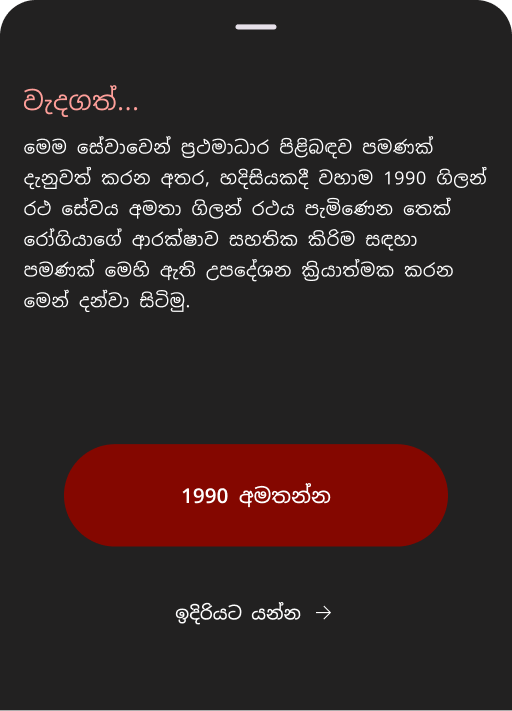 වැදගත්...
මෙම සේවාවෙන් ප්‍රථමාධාර පිළිබඳව පමණක්
දැනුවත් කරන අතර, හදිසියකදී වහාම 1990 ගිලන්
රථ සේවය අමතා ගිලන් රථය පැමිණෙන තෙක්
රෝගියාගේ ආරක්ෂාව සහතික කිරිම සඳහා
පමණක් මෙහි ඇති උපදේශන ක්‍රියාත්මක කරන
මෙන් දන්වා සිටිමු.
1990 අමතන්න
ඉදිරියට යන්න →